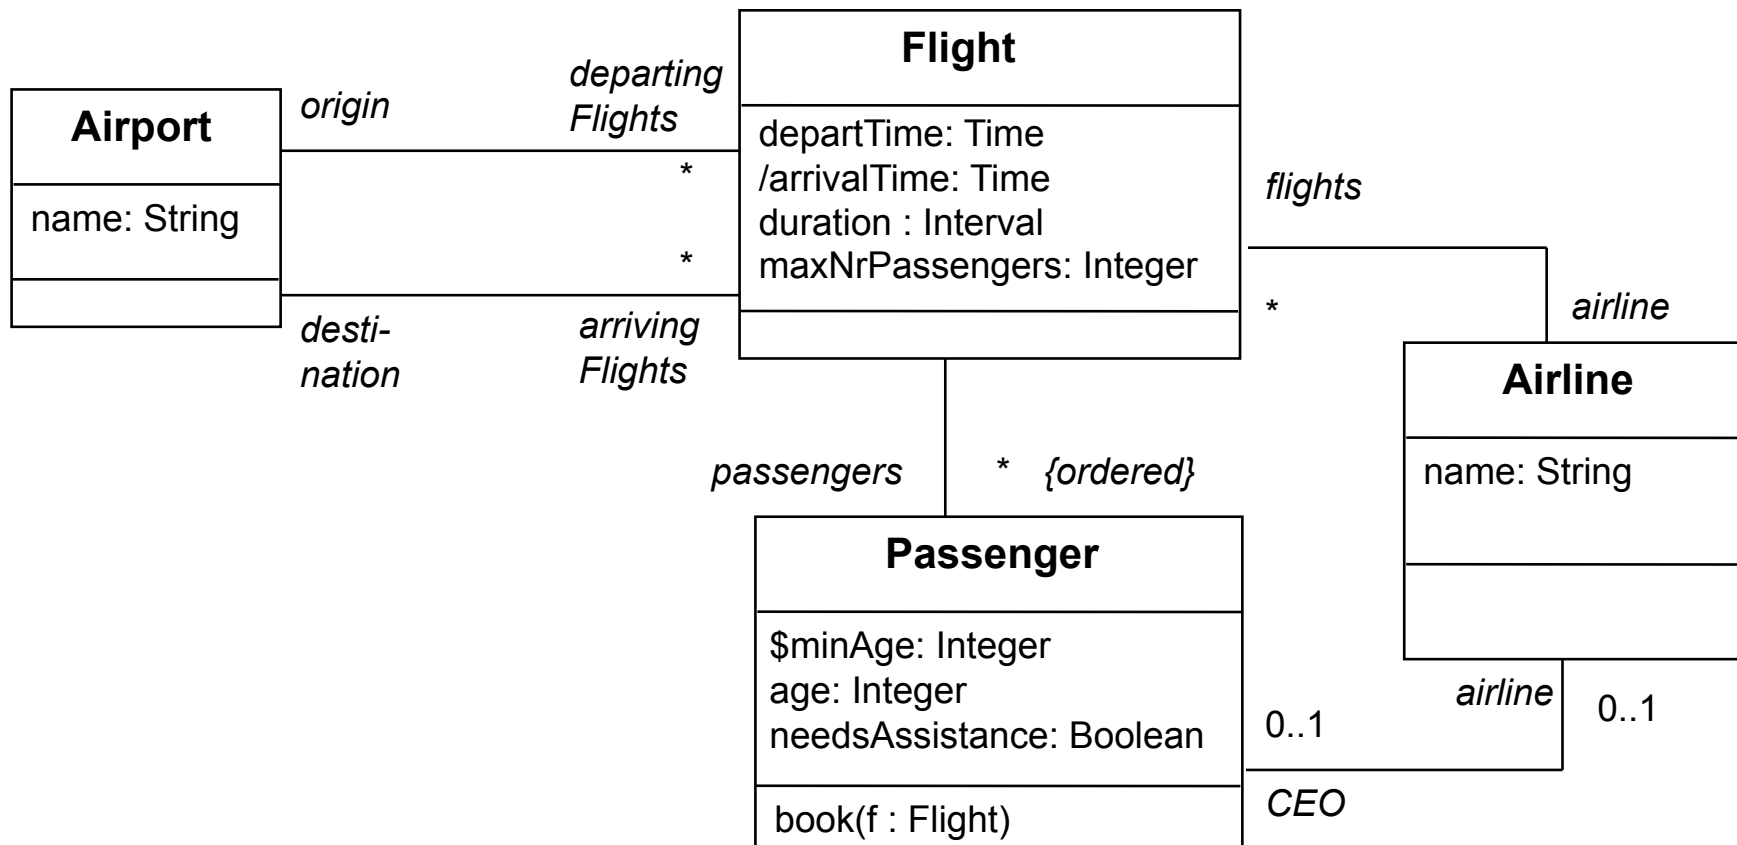 Flight
departTime: Time
/arrivalTime: Time
duration : Interval
maxNrPassengers: Integer
Airport
name: String
origin
departing
Flights
*
*
desti-
nation
arriving
Flights
flights
*
airline
Airline
name: String
passengers
* {ordered}
Passenger
$minAge: Integer
age: Integer
needsAssistance: Boolean
book(f : Flight)
airline
0..1
0..1
CEO